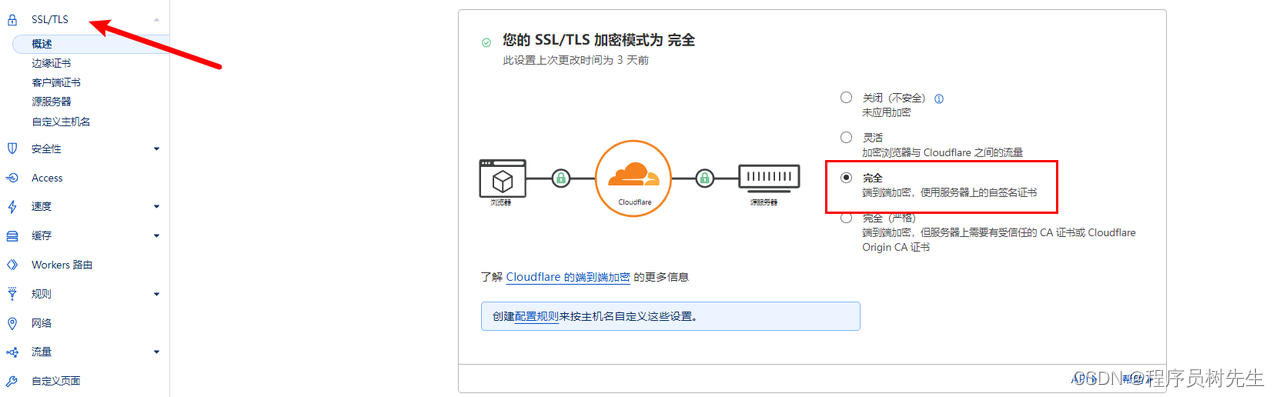 SSL/TLS
概述
边缘证书
客户端证书
源服务器
自定义主机名
安全性
Access
速度
缓存
Workers 路由
规则
网络
流量
自定义页面
您的 SSL/TLS 加密模式为 完全
此设置上次更改时间为 3 天前
浏览器
Cloudflare
源服务器
关闭（不安全）
未应用加密
灵活
加密浏览器与 Cloudflare 之间的流量
完全
端到端加密，使用服务器上的自签名证书
完全（严格）
端到端加密，但服务器上需要有受信任的 CA 证书或 Cloudflare
Origin CA 证书
了解 Cloudflare 的端到端加密 的更多信息
创建配置规则来按主机名自定义这些设置。
API
帮助
CSDN @程序员树先生